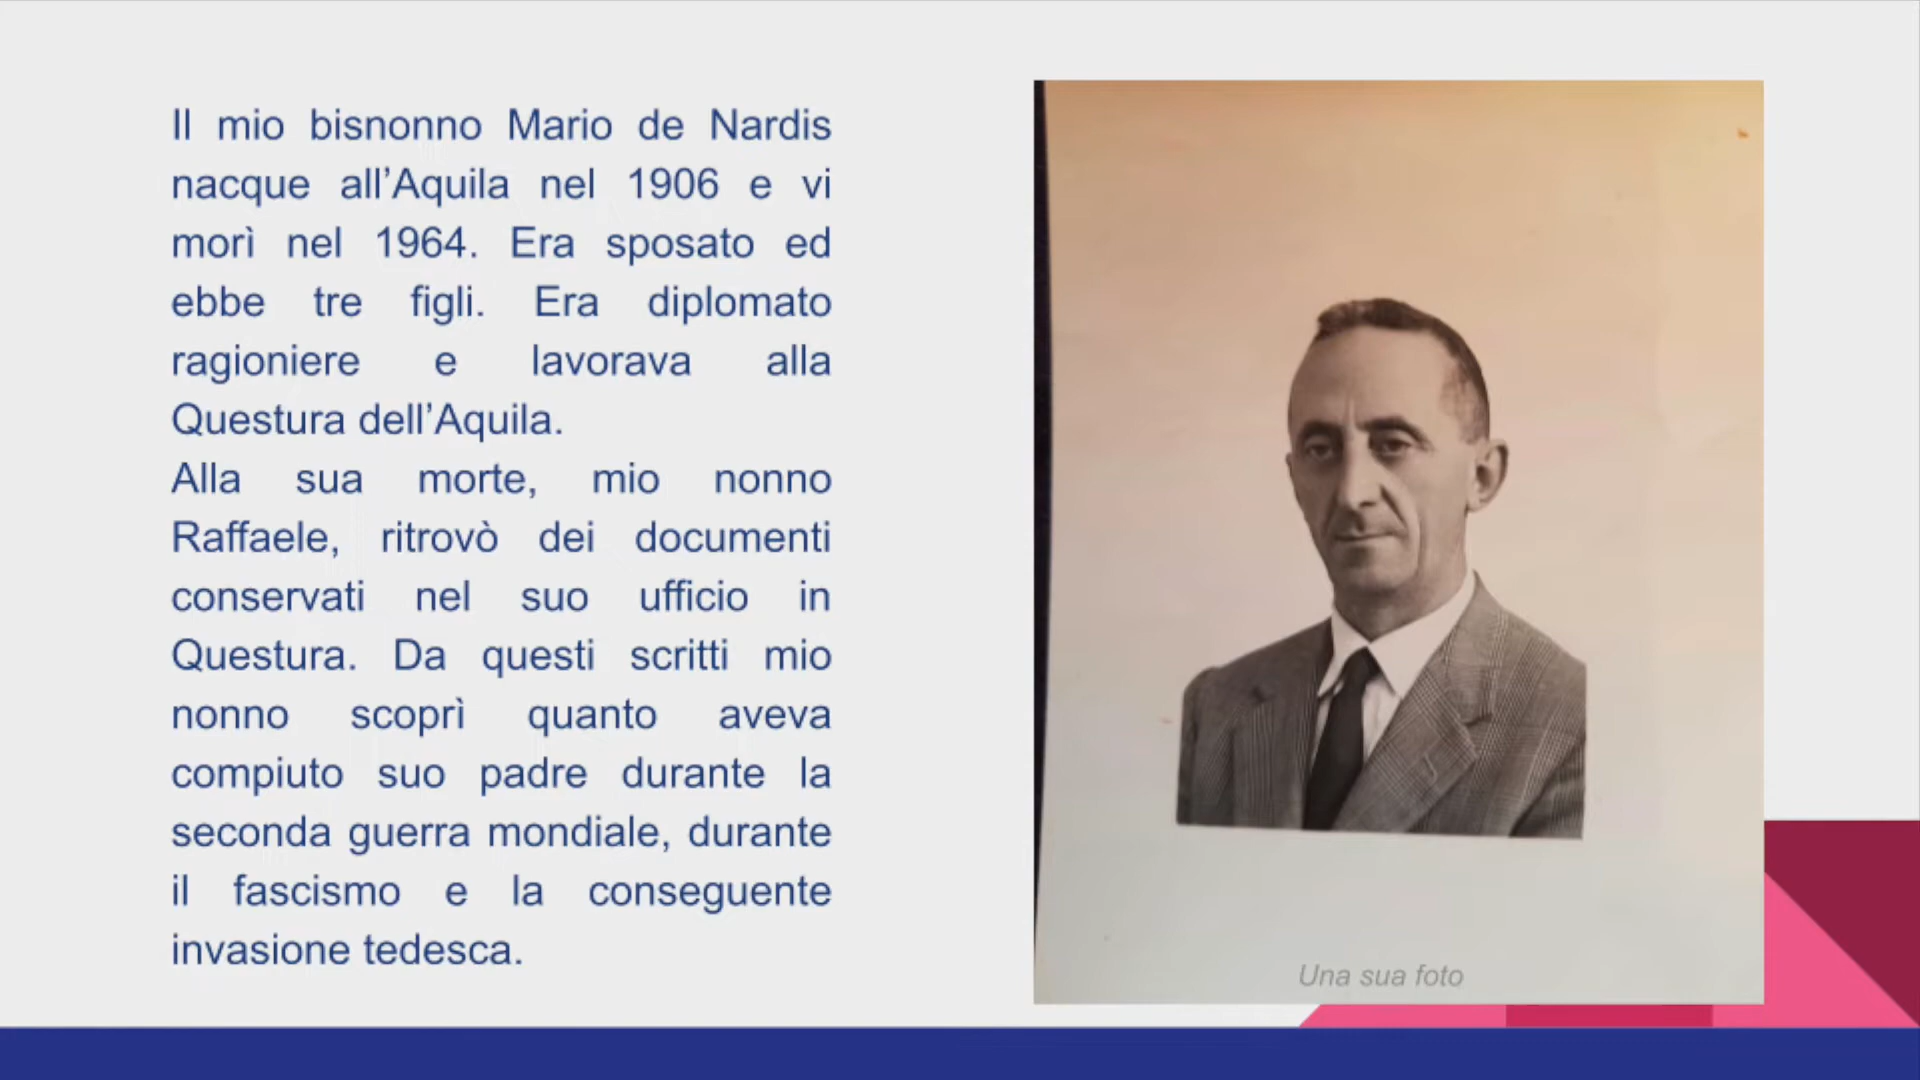 Il mio bisnonno Mario de Nardis
nacque all’Aquila nel 1906 e vi
morì nel 1964. Era sposato ed
ebbe tre figli. Era diplomato
ragioniere e lavorava alla
Questura dell’Aquila.
Alla sua morte, mio nonno
Raffaele, ritrovò dei documenti
conservati nel suo ufficio in
Questura. Da questi scritti mio
nonno scoprì quanto aveva
compiuto suo padre durante la
seconda guerra mondiale, durante
il fascismo e la conseguente
invasione tedesca.
Una sua foto